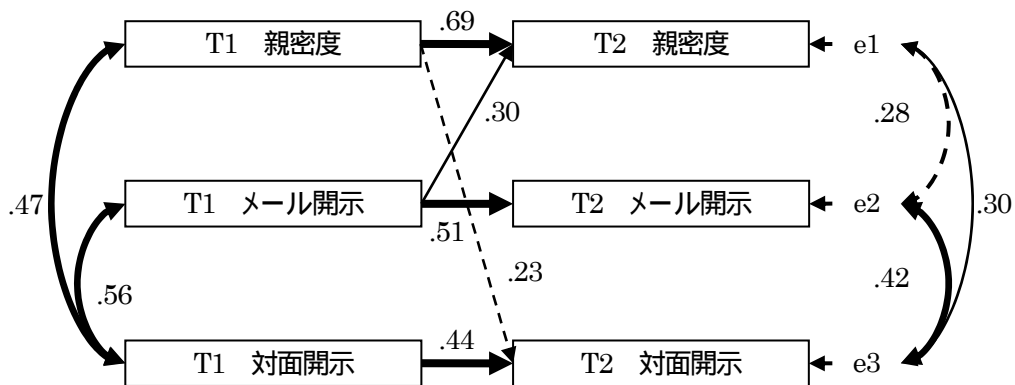 .69
T1 親密度
T2 親密度
e1
.30
.28
T1 メール開示
T2 メール開示
e2
.47
.51
.30
.56
.23
.42
.44
T1 対面開示
T2 対面開示
e3